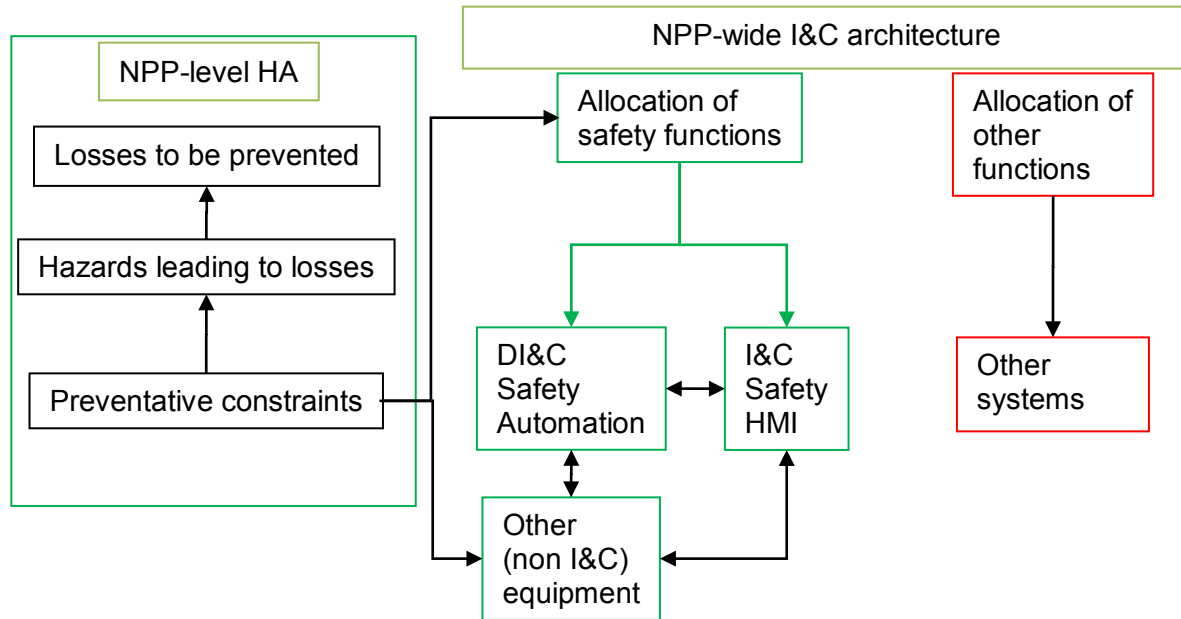 NPP-level HA
Losses to be prevented
Hazards leading to losses
Preventative constraints
NPP-wide I&C architecture
Allocation of
safety functions
Allocation of
other
functions
DI&C
Safety
Automation
I&C
Safety
HMI
Other
systems
Other
(non I&C)
equipment